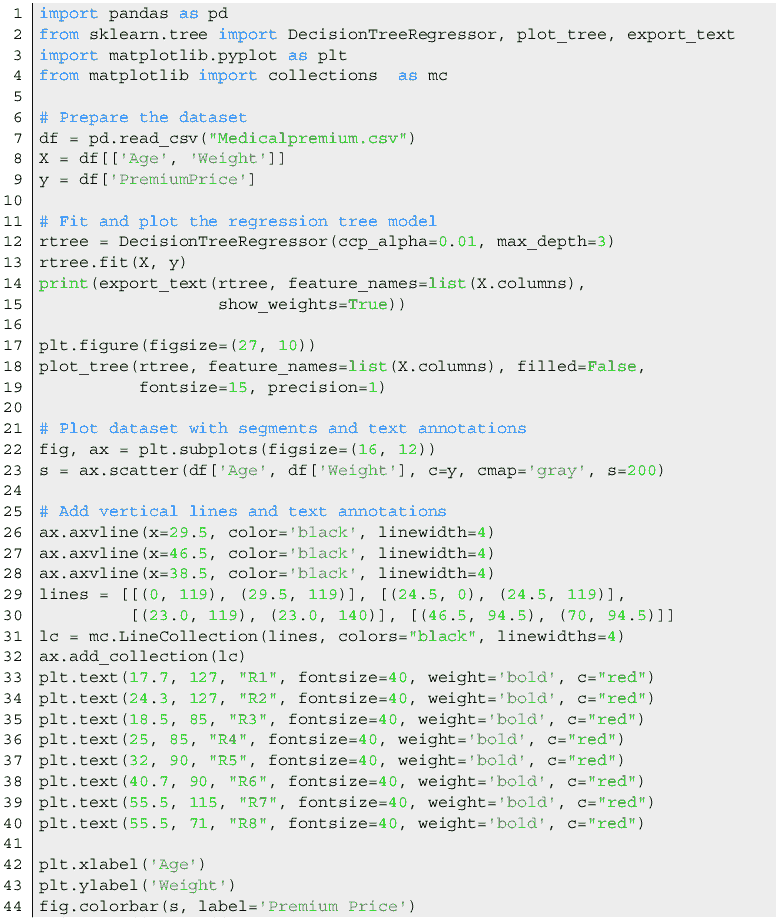 1 import pandas as pd
2 from sklearn.tree import DecisionTreeRegressor, plot_tree, export_text
3 import matplotlib.pyplot as plt
4 from matplotlib import collections  as mc
5
6 # Prepare the dataset
7 df = pd.read_csv("Medicalpremium.csv")
8 X = df[['Age', 'Weight']]
9 y = df['PremiumPrice']
10
11 # Fit and plot the regression tree model
12 rtree = DecisionTreeRegressor(ccp_alpha=0.01, max_depth=3)
13 rtree.fit(X, y)
14 print(export_text(rtree, feature_names=list(X.columns),
15                   show_weights=True))
16
17 plt.figure(figsize=(27, 10))
18 plot_tree(rtree, feature_names=list(X.columns), filled=False,
19           fontsize=15, precision=1)
20
21 # Plot dataset with segments and text annotations
22 fig, ax = plt.subplots(figsize=(16, 12))
23 s = ax.scatter(df['Age', df['Weight'], c=y, cmap='gray', s=200)
24
25 # Add vertical lines and text annotations
26 ax.axvline(x=29.5, color='black', linewidth=4)
27 ax.axvline(x=46.5, color='black', linewidth=4)
28 ax.axvline(x=38.5, color='black', linewidth=4)
29 lines = [[(0, 119), (29.5, 119)], [(24.5, 0), (24.5, 119)],
30          [(23.0, 119), (23.0, 140)], [(46.5, 94.5), (70, 94.5)]]
31 lc = mc.LineCollection(lines, colors="black", linewidths=4)
32 ax.add_collection(lc)
33 plt.text(17.7, 127, "R1", fontsize=40, weight='bold', c="red")
34 plt.text(24.3, 127, "R2", fontsize=40, weight='bold', c="red")
35 plt.text(18.5, 85, "R3", fontsize=40, weight='bold', c="red")
36 plt.text(25, 85, "R4", fontsize=40, weight='bold', c="red")
37 plt.text(32, 90, "R5", fontsize=40, weight='bold', c="red")
38 plt.text(40.7, 90, "R6", fontsize=40, weight='bold', c="red")
39 plt.text(55.5, 115, "R7", fontsize=40, weight='bold', c="red")
40 plt.text(55.5, 71, "R8", fontsize=40, weight='bold', c="red")
41
42 plt.xlabel('Age')
43 plt.ylabel('Weight')
44 fig.colorbar(s, label='Premium Price')